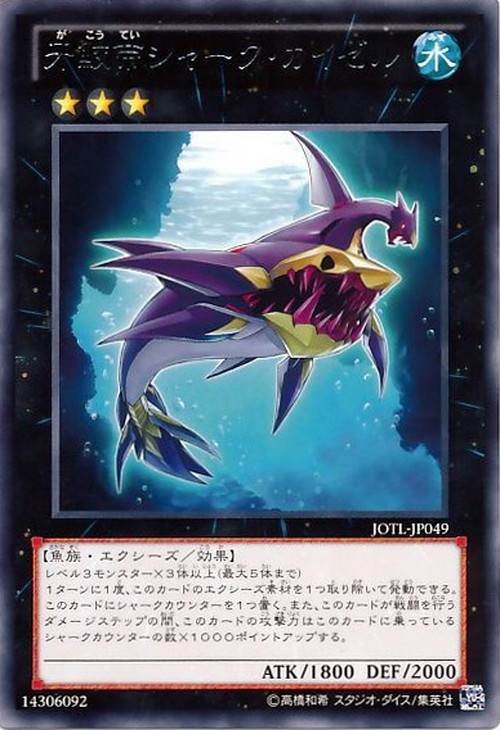 が こう てい
牙鮫帝シャーク・カイゼル
水
JOTL-JP049
【魚族・エクシーズ／効果】
レベル３モンスター×３体以上(最大５体まで)
１ターンに１度、このカードのエクシーズ素材を１つ取り除いて発動できる。
このカードにシャークカウンターを１つ置く。また、このカードが戦闘を行う
ダメージステップの間、このカードの攻撃力はこのカードに乗っている
シャークカウンターの数×１０００ポイントアップする。
ATK/1800 DEF/2000
14306092
©高橋和希 スタジオ・ダイス/集英社